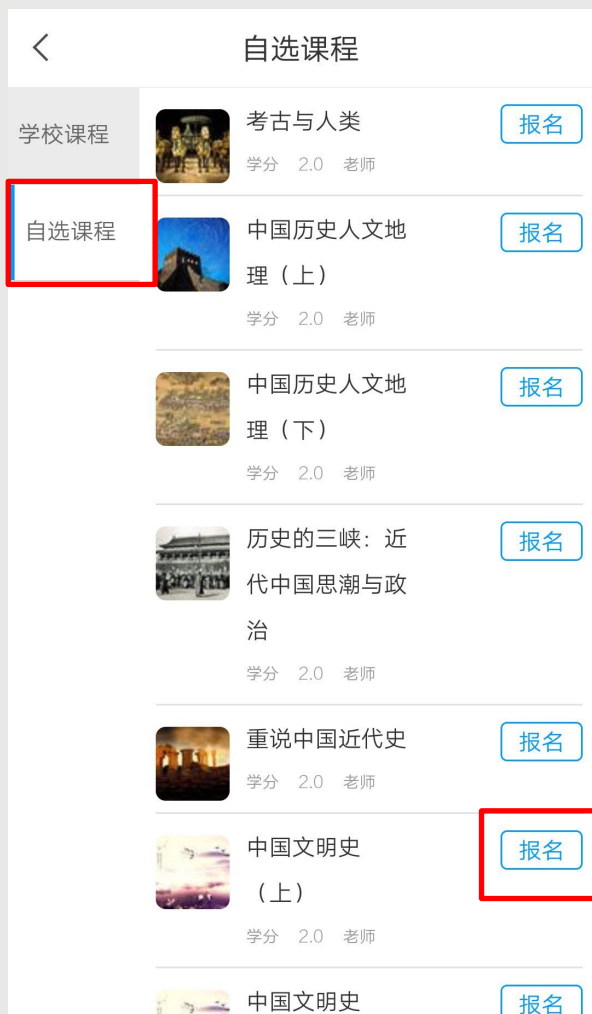 自选课程
学校课程
自选课程
考古与人类
报名
学分 2.0 老师
中国历史人文地
理（上）
报名
学分 2.0 老师
中国历史人文地
理（下）
报名
学分 2.0 老师
历史的三峡：近
代中国思潮与政
治
报名
学分 2.0 老师
重说中国近代史
报名
学分 2.0 老师
中国文明史
（上）
报名
学分 2.0 老师
中国文明史
报名